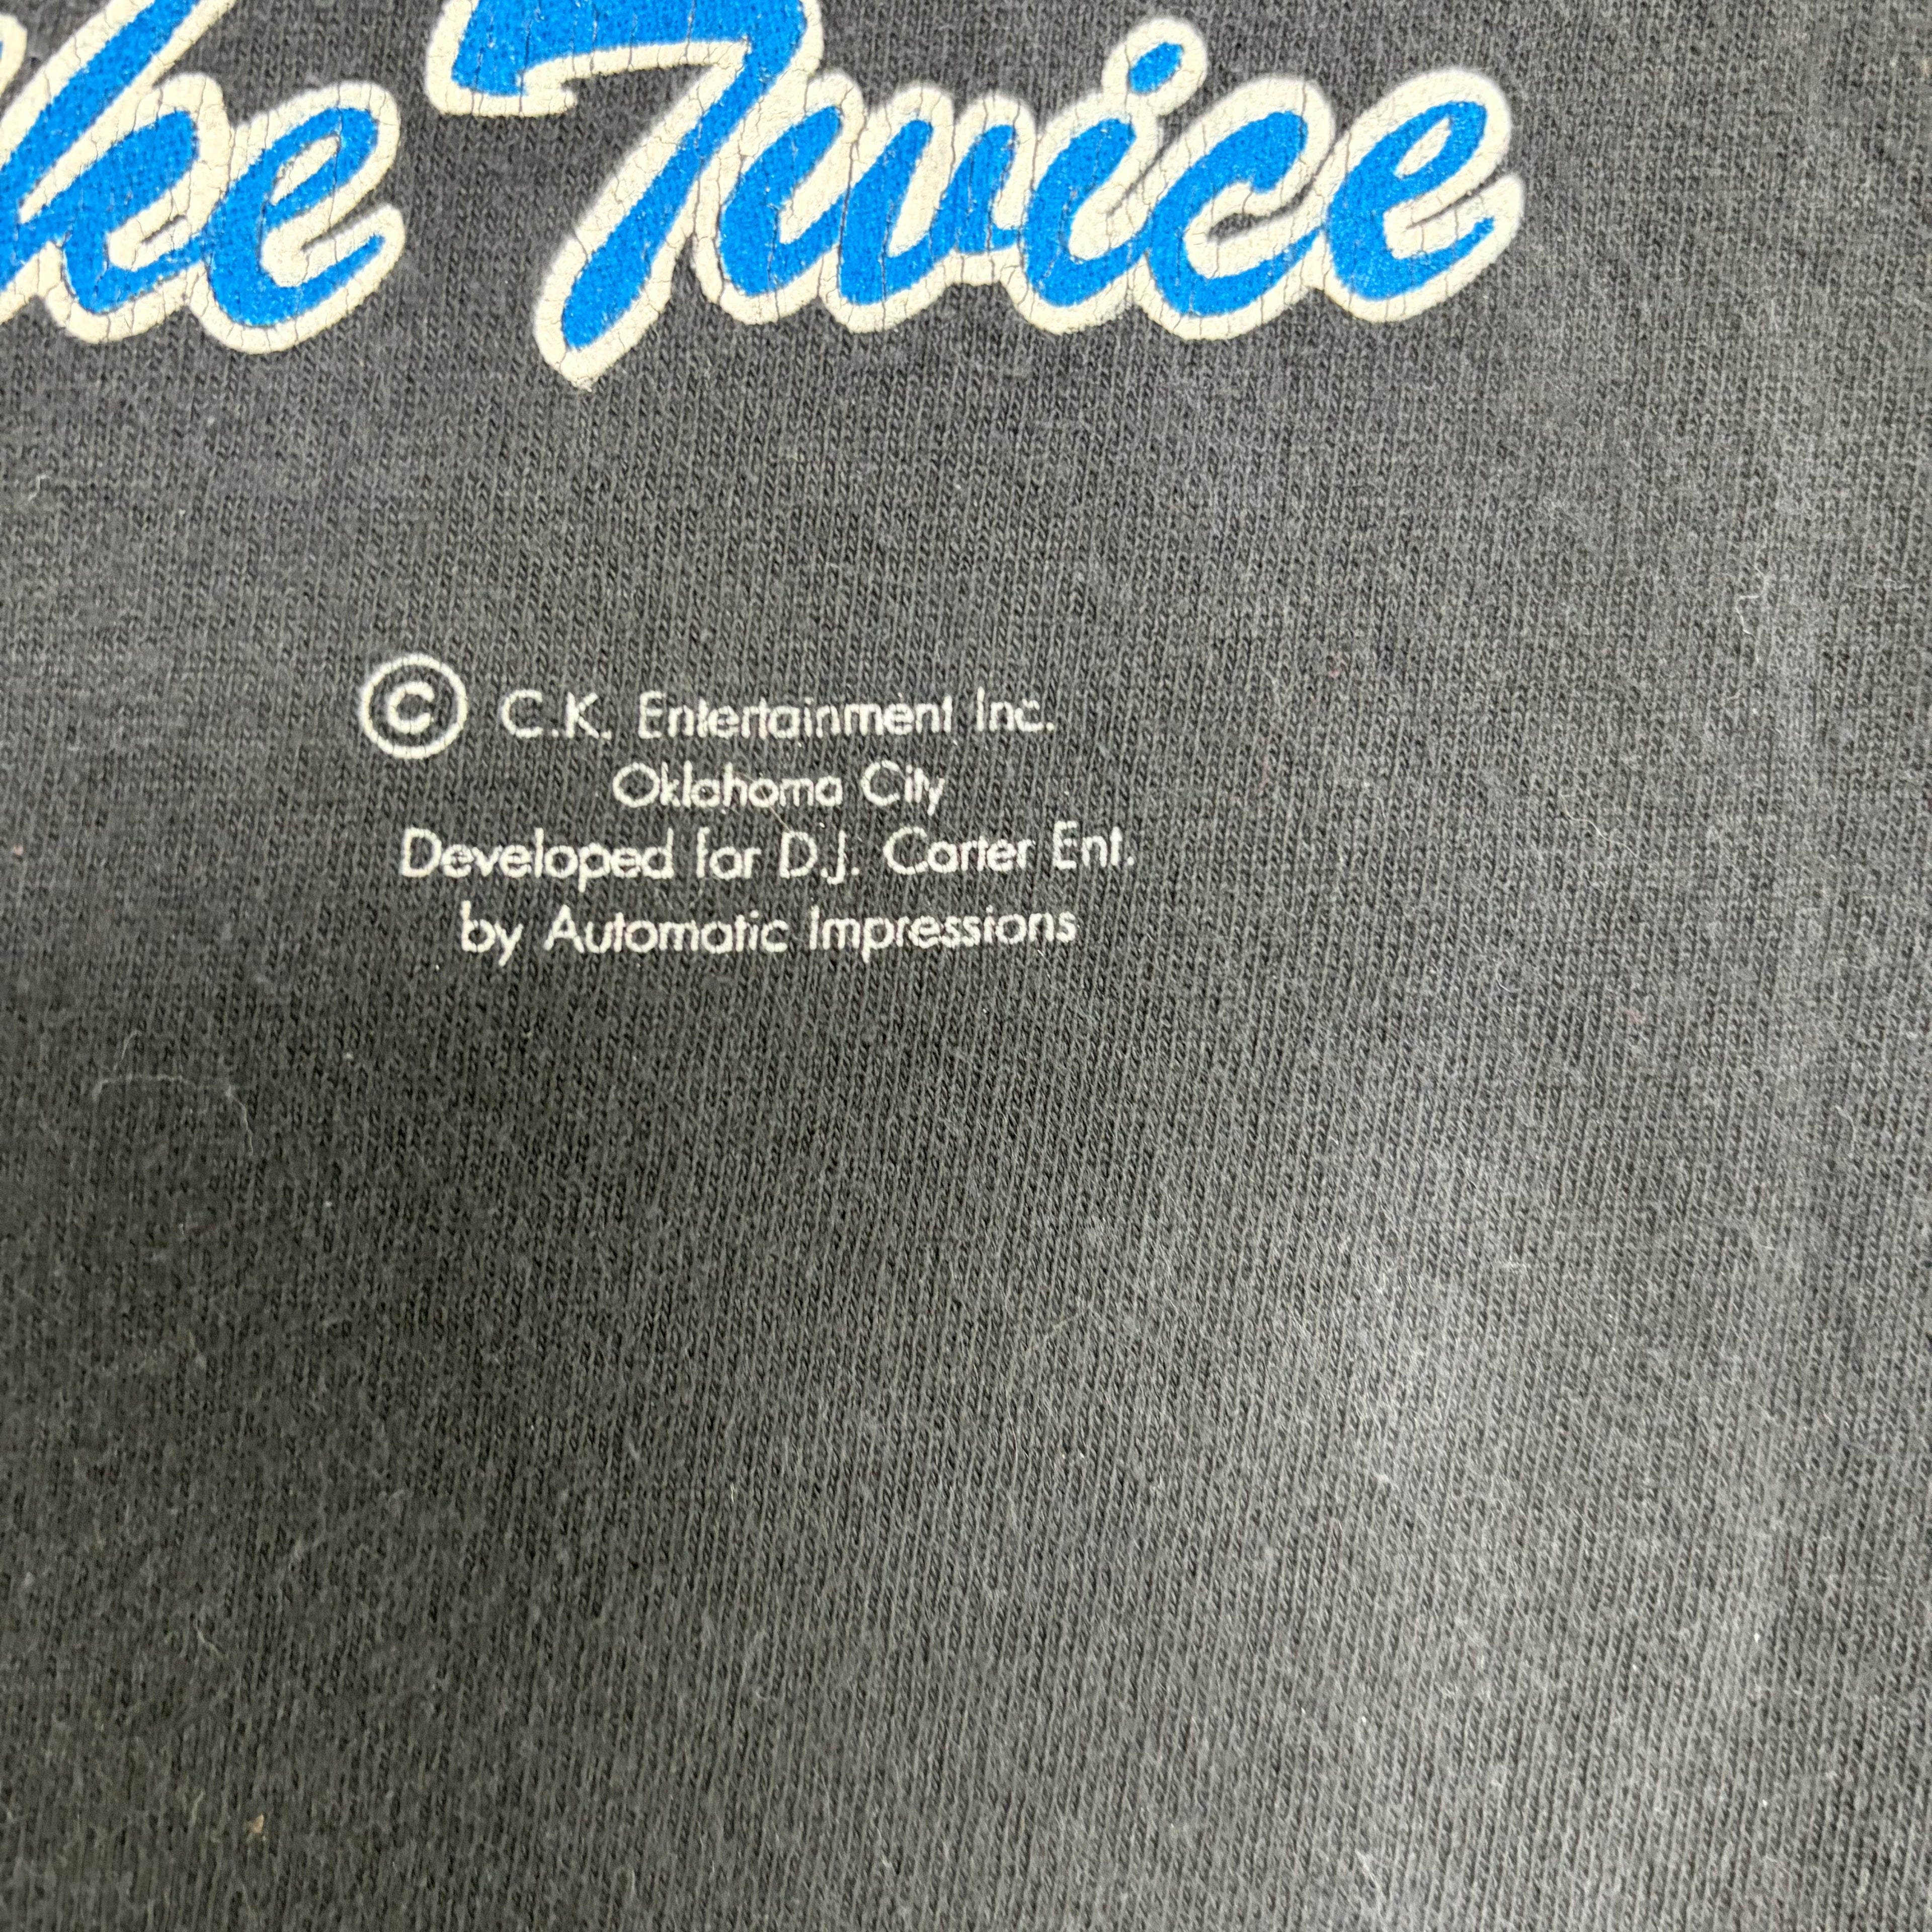 ke Twice
© C.K. Entertainment Inc.
Oklahoma City
Developed for D.J. Carter Ent.
by Automatic Impressions